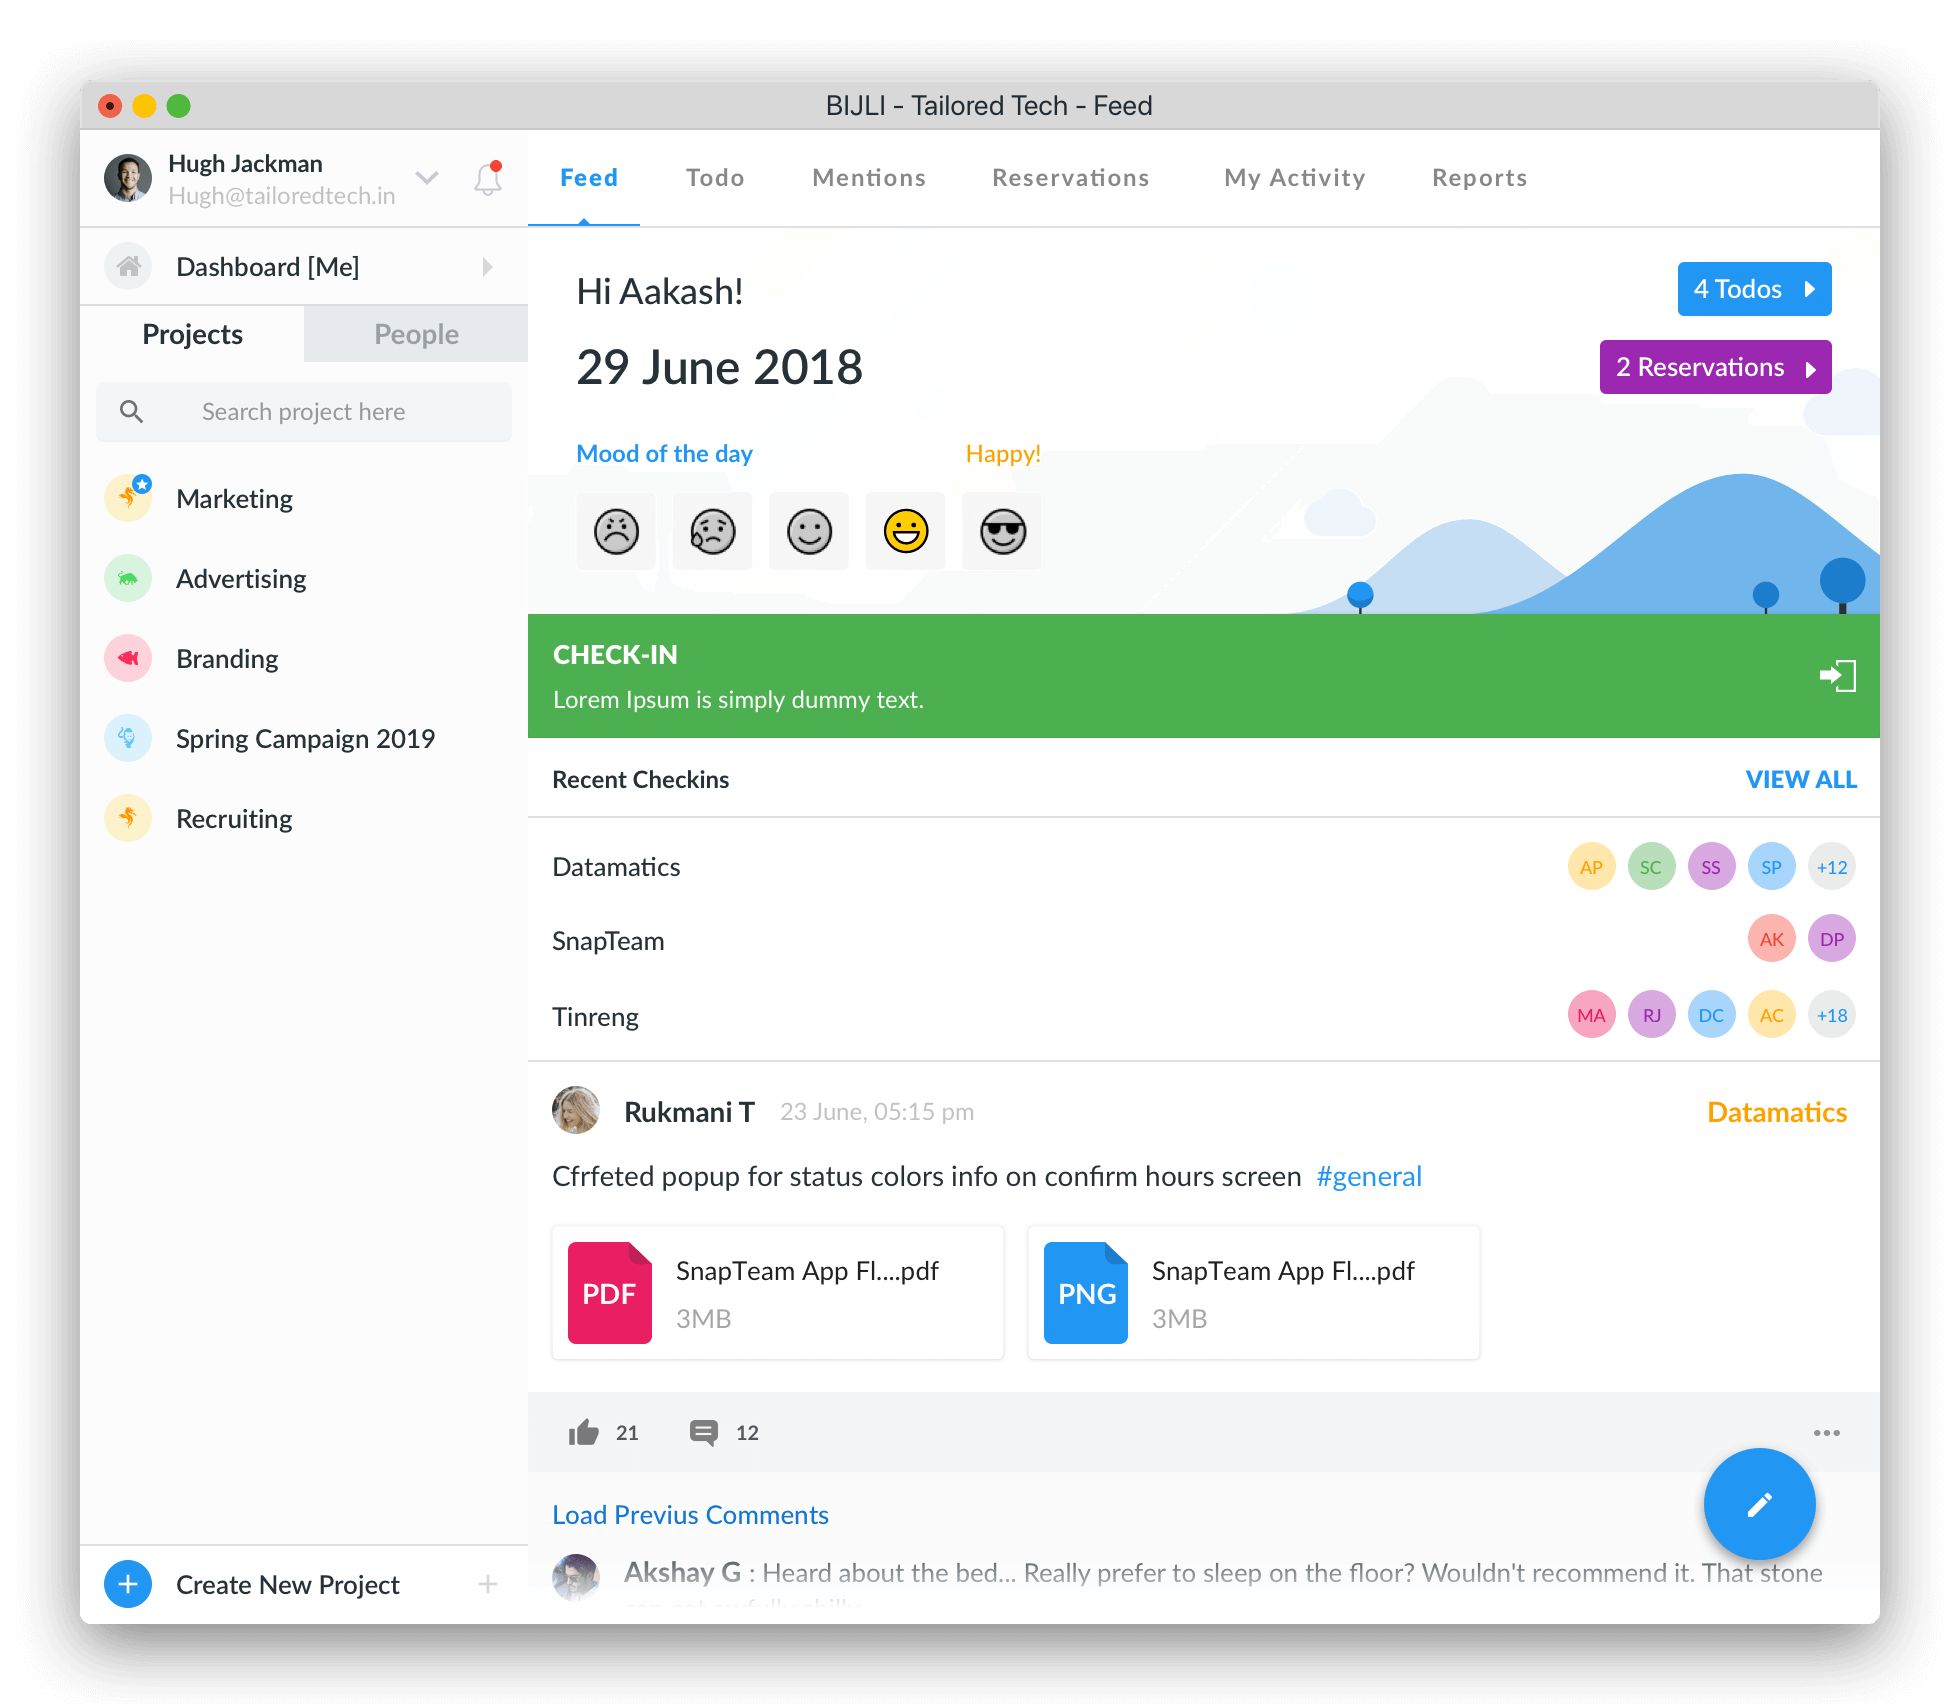 BIJLI - Tailored Tech - Feed
Hugh Jackman
Hugh@tailoredtech.in
Dashboard [Me]
Projects
People
Search project here
Marketing
Advertising
Branding
Spring Campaign 2019
Recruiting
Create New Project
Feed
Todo
Mentions
Reservations
My Activity
Reports
Hi Aakash!
4 Todos
29 June 2018
2 Reservations
Mood of the day
Happy!
CHECK-IN
Lorem Ipsum is simply dummy text.
Recent Checkins
VIEW ALL
Datamatics
AP SC SS SP +12
SnapTeam
AK DP
Tinreng
MA RJ DC AC +18
Rukmani T 23 June, 05:15 pm
Datamatics
Cfrfeted popup for status colors info on confirm hours screen #general
PDF
SnapTeam App Fl....pdf
3MB
PNG
SnapTeam App Fl....pdf
3MB
21
12
Load Previus Comments
Akshay G : Heard about the bed... Really prefer to sleep on the floor? Wouldn't recommend it. That stone